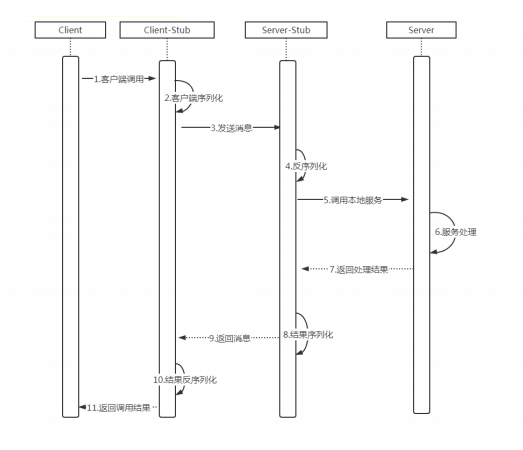 Client
Client-Stub
Server-Stub
Server
1.客户端调用
2.客户端序列化
3.发送消息
4.反序列化
5.调用本地服务
6.服务处理
7.返回处理结果
8.结果序列化
9.返回消息
10.结果反序列化
11.返回调用结果